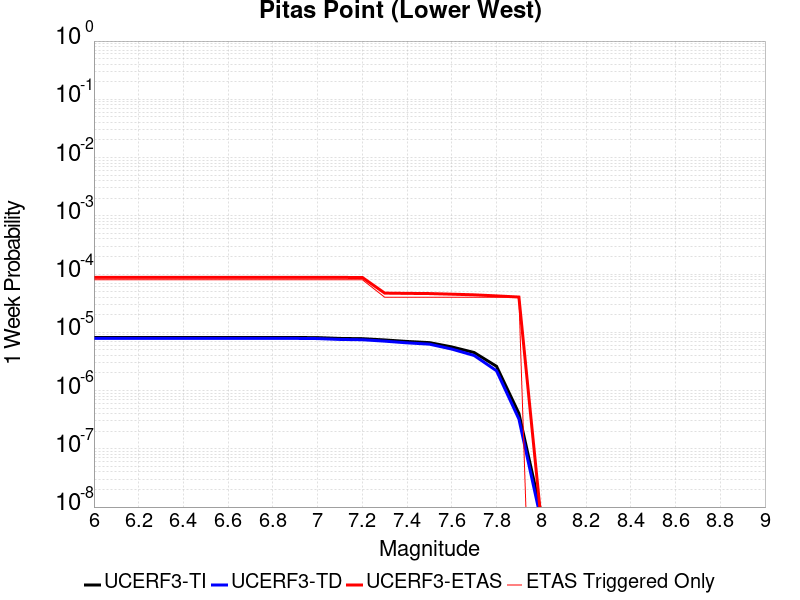 Pitas Point (Lower West)
10 0
10 -1
10 -2
10 -3
10 -4
10 -5
10 -6
10 -7
10 -8
1 Week Probability
6 6.2 6.4 6.6 6.8 7 7.2 7.4 7.6 7.8 8 8.2 8.4 8.6 8.8 9
Magnitude
UCERF3-TI UCERF3-TD UCERF3-ETAS ETAS Triggered Only